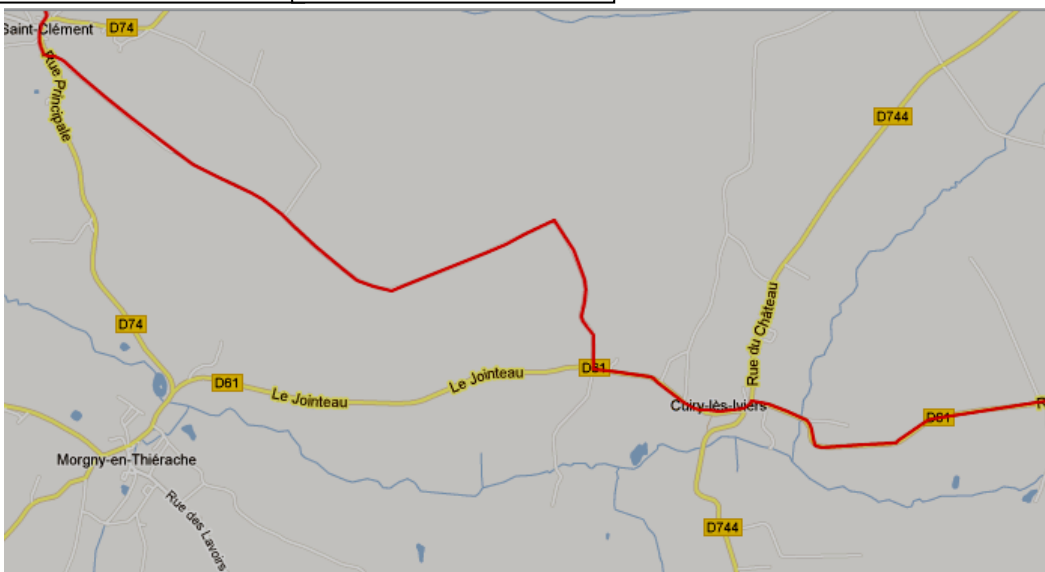 Saint-Clément
D74
Rue Principale
D744
D74
Rue du Château
D61
Le Jointeau
Le Jointeau
D61
Cuiry-lès-Iviers
D61
R
Morgny-en-Thiérache
Rue des Lavoirs
D744